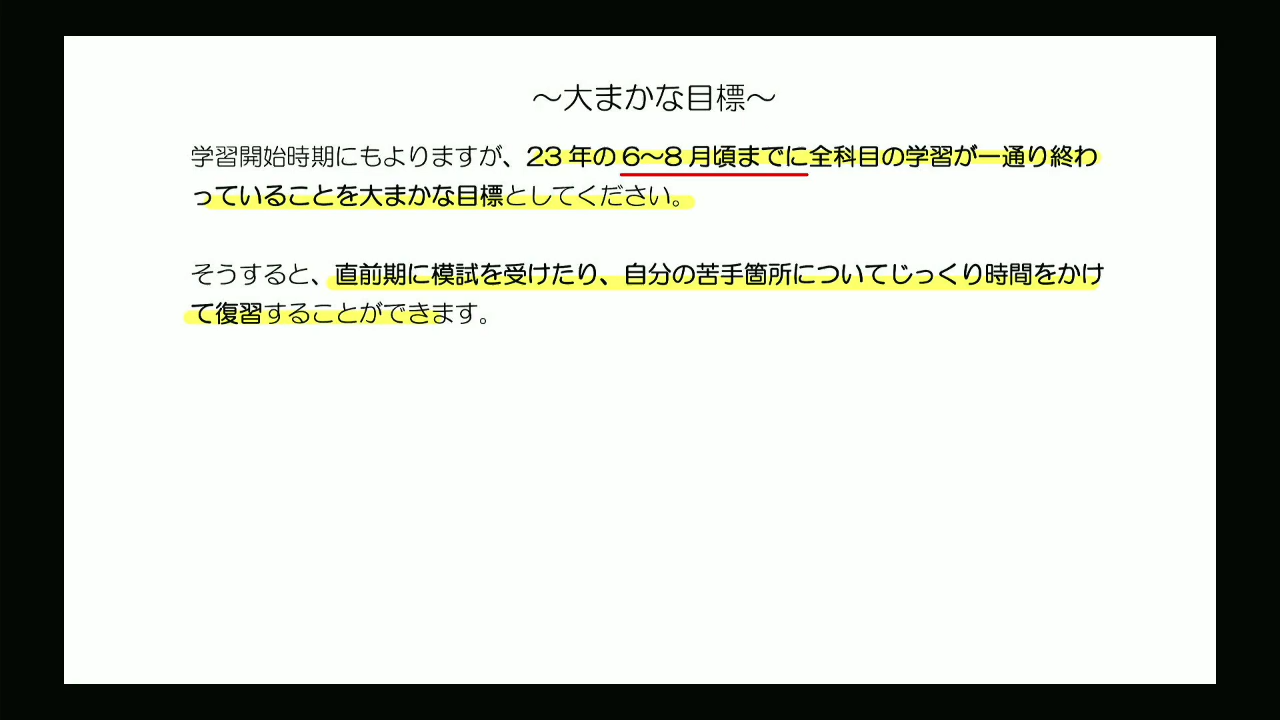 ～大まかな目標～
学習開始時期にもよりますが、23年の6～8月頃までに全科目の学習が一通り終わ
っていることを大まかな目標としてください。
そうすると、直前期に模試を受けたり、自分の苦手箇所についてじっくり時間をかけ
て復習することができます。